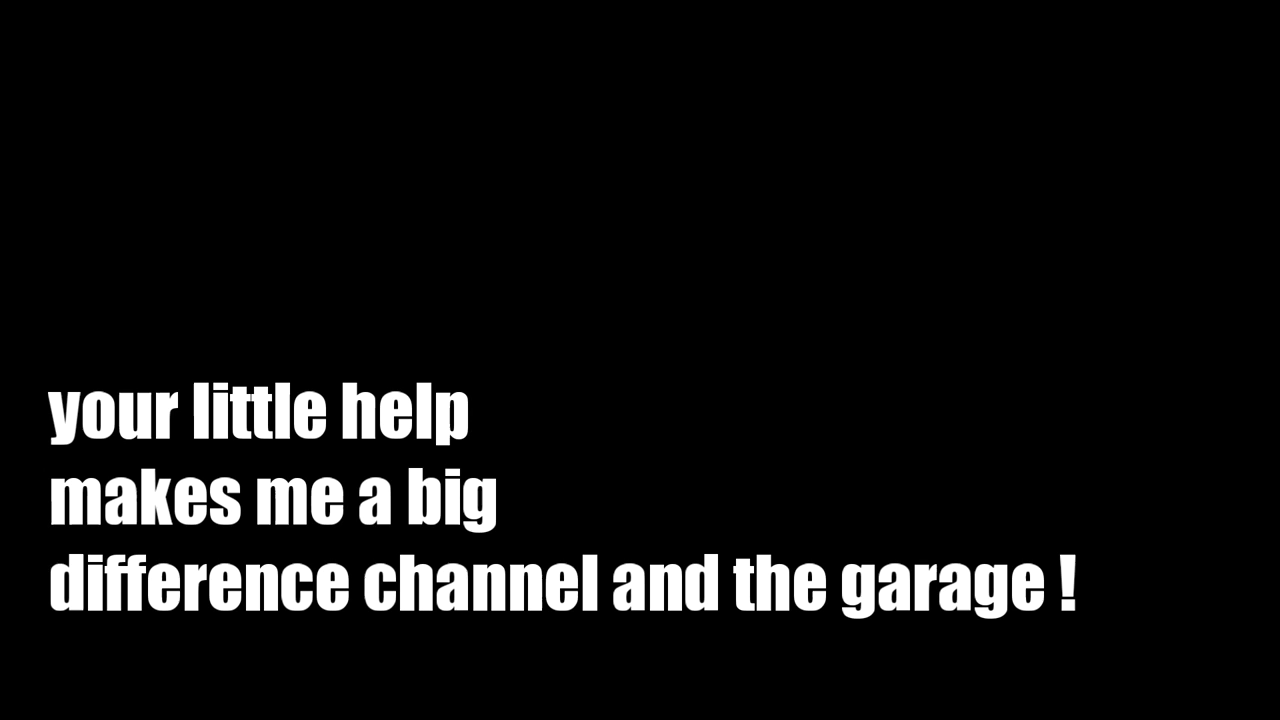 your little help
makes me a big
difference channel and the garage !